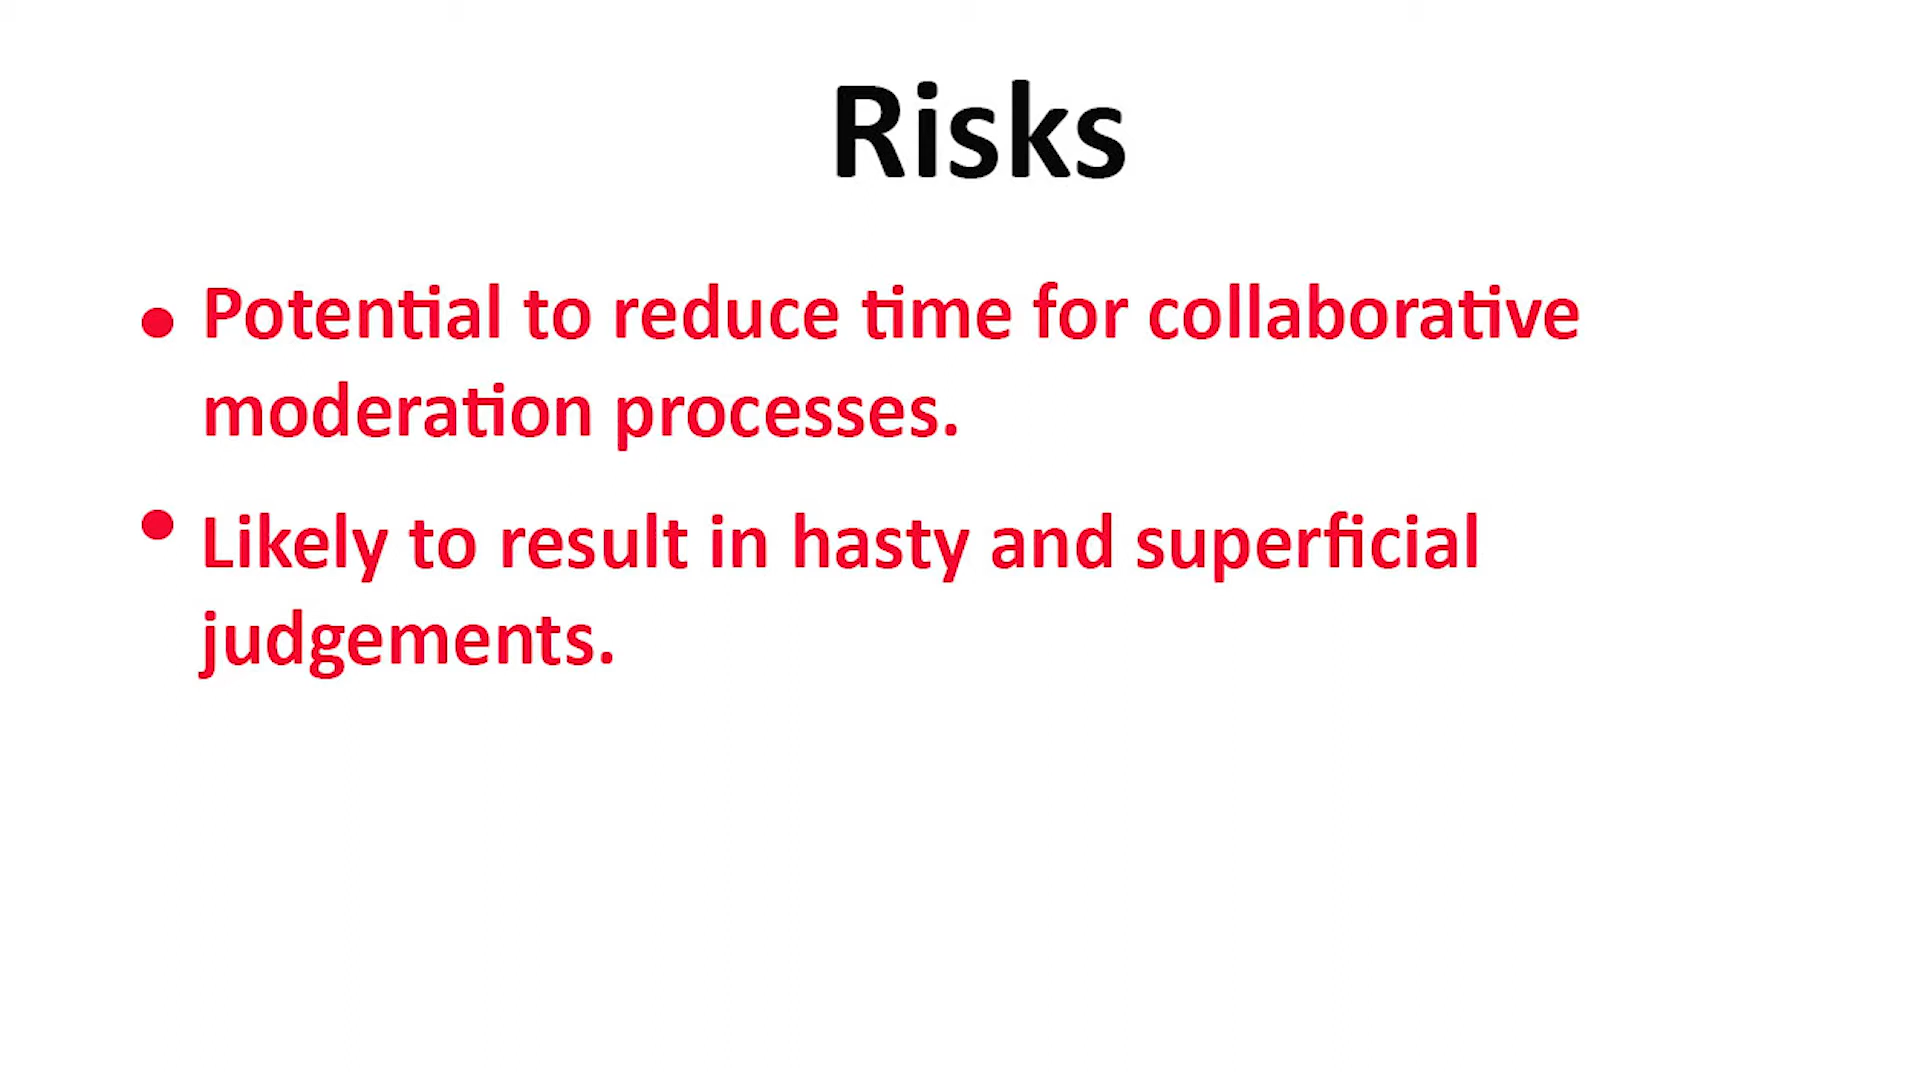 Risks
• Potential to reduce time for collaborative
moderation processes.
• Likely to result in hasty and superficial
judgements.